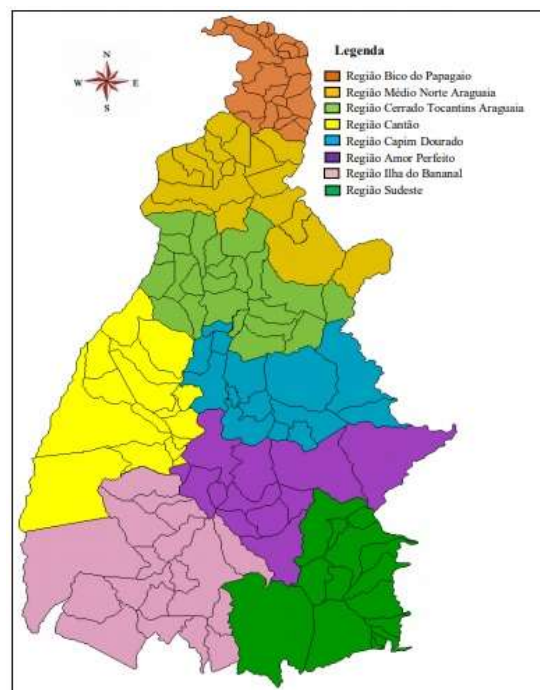 N
W E
S
Legenda
Região Bico do Papagaio
Região Médio Norte Araguaia
Região Cerrado Tocantins Araguaia
Região Cantão
Região Capim Dourado
Região Amor Perfeito
Região Ilha do Bananal
Região Sudeste